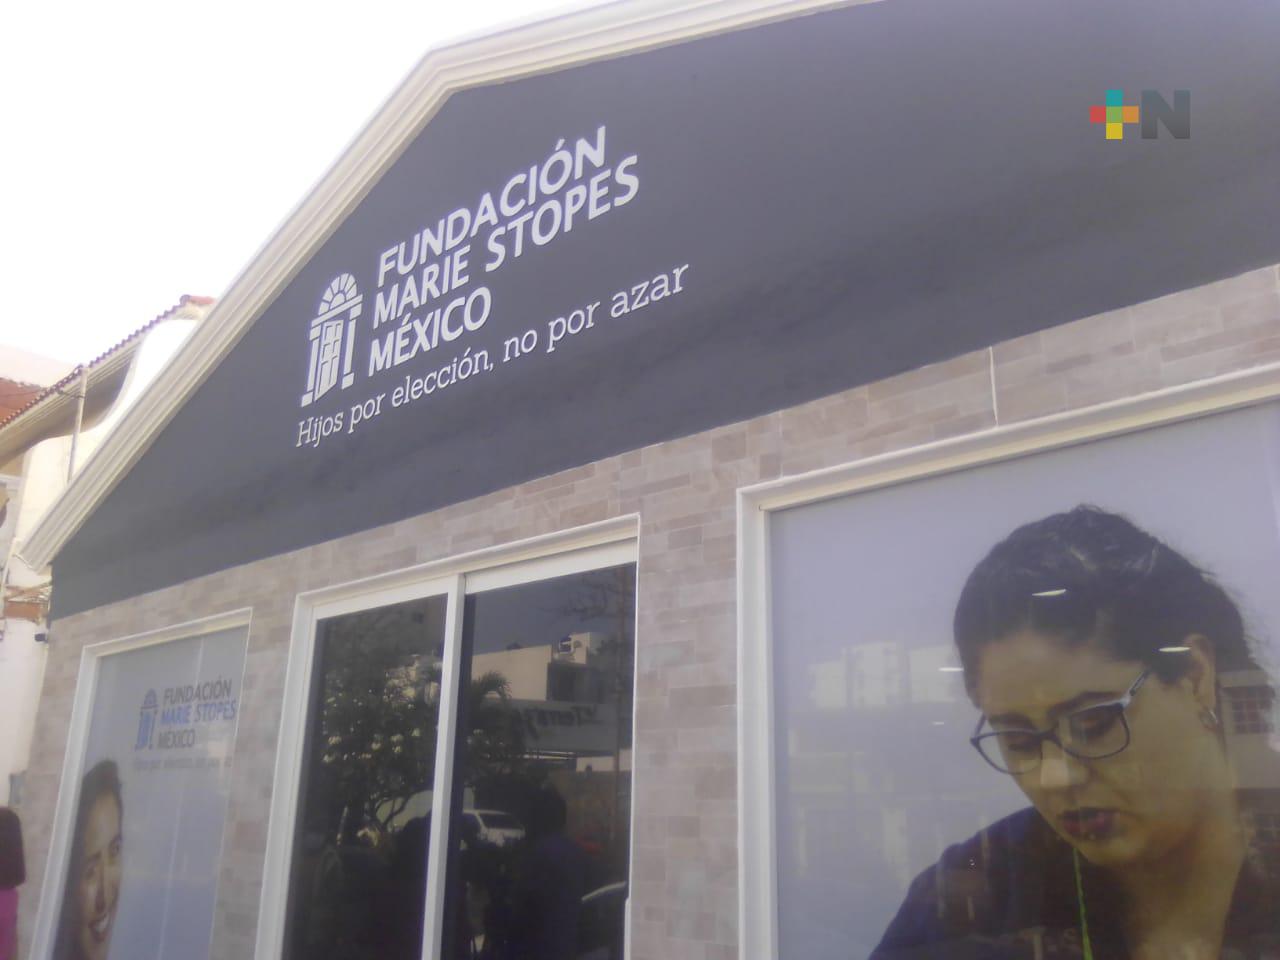 +N
FUNDACIÓN
MARIE STOPES
MÉXICO
Hijos por elección, no por azar
FUNDACIÓN
MARIE STOPES
MÉXICO